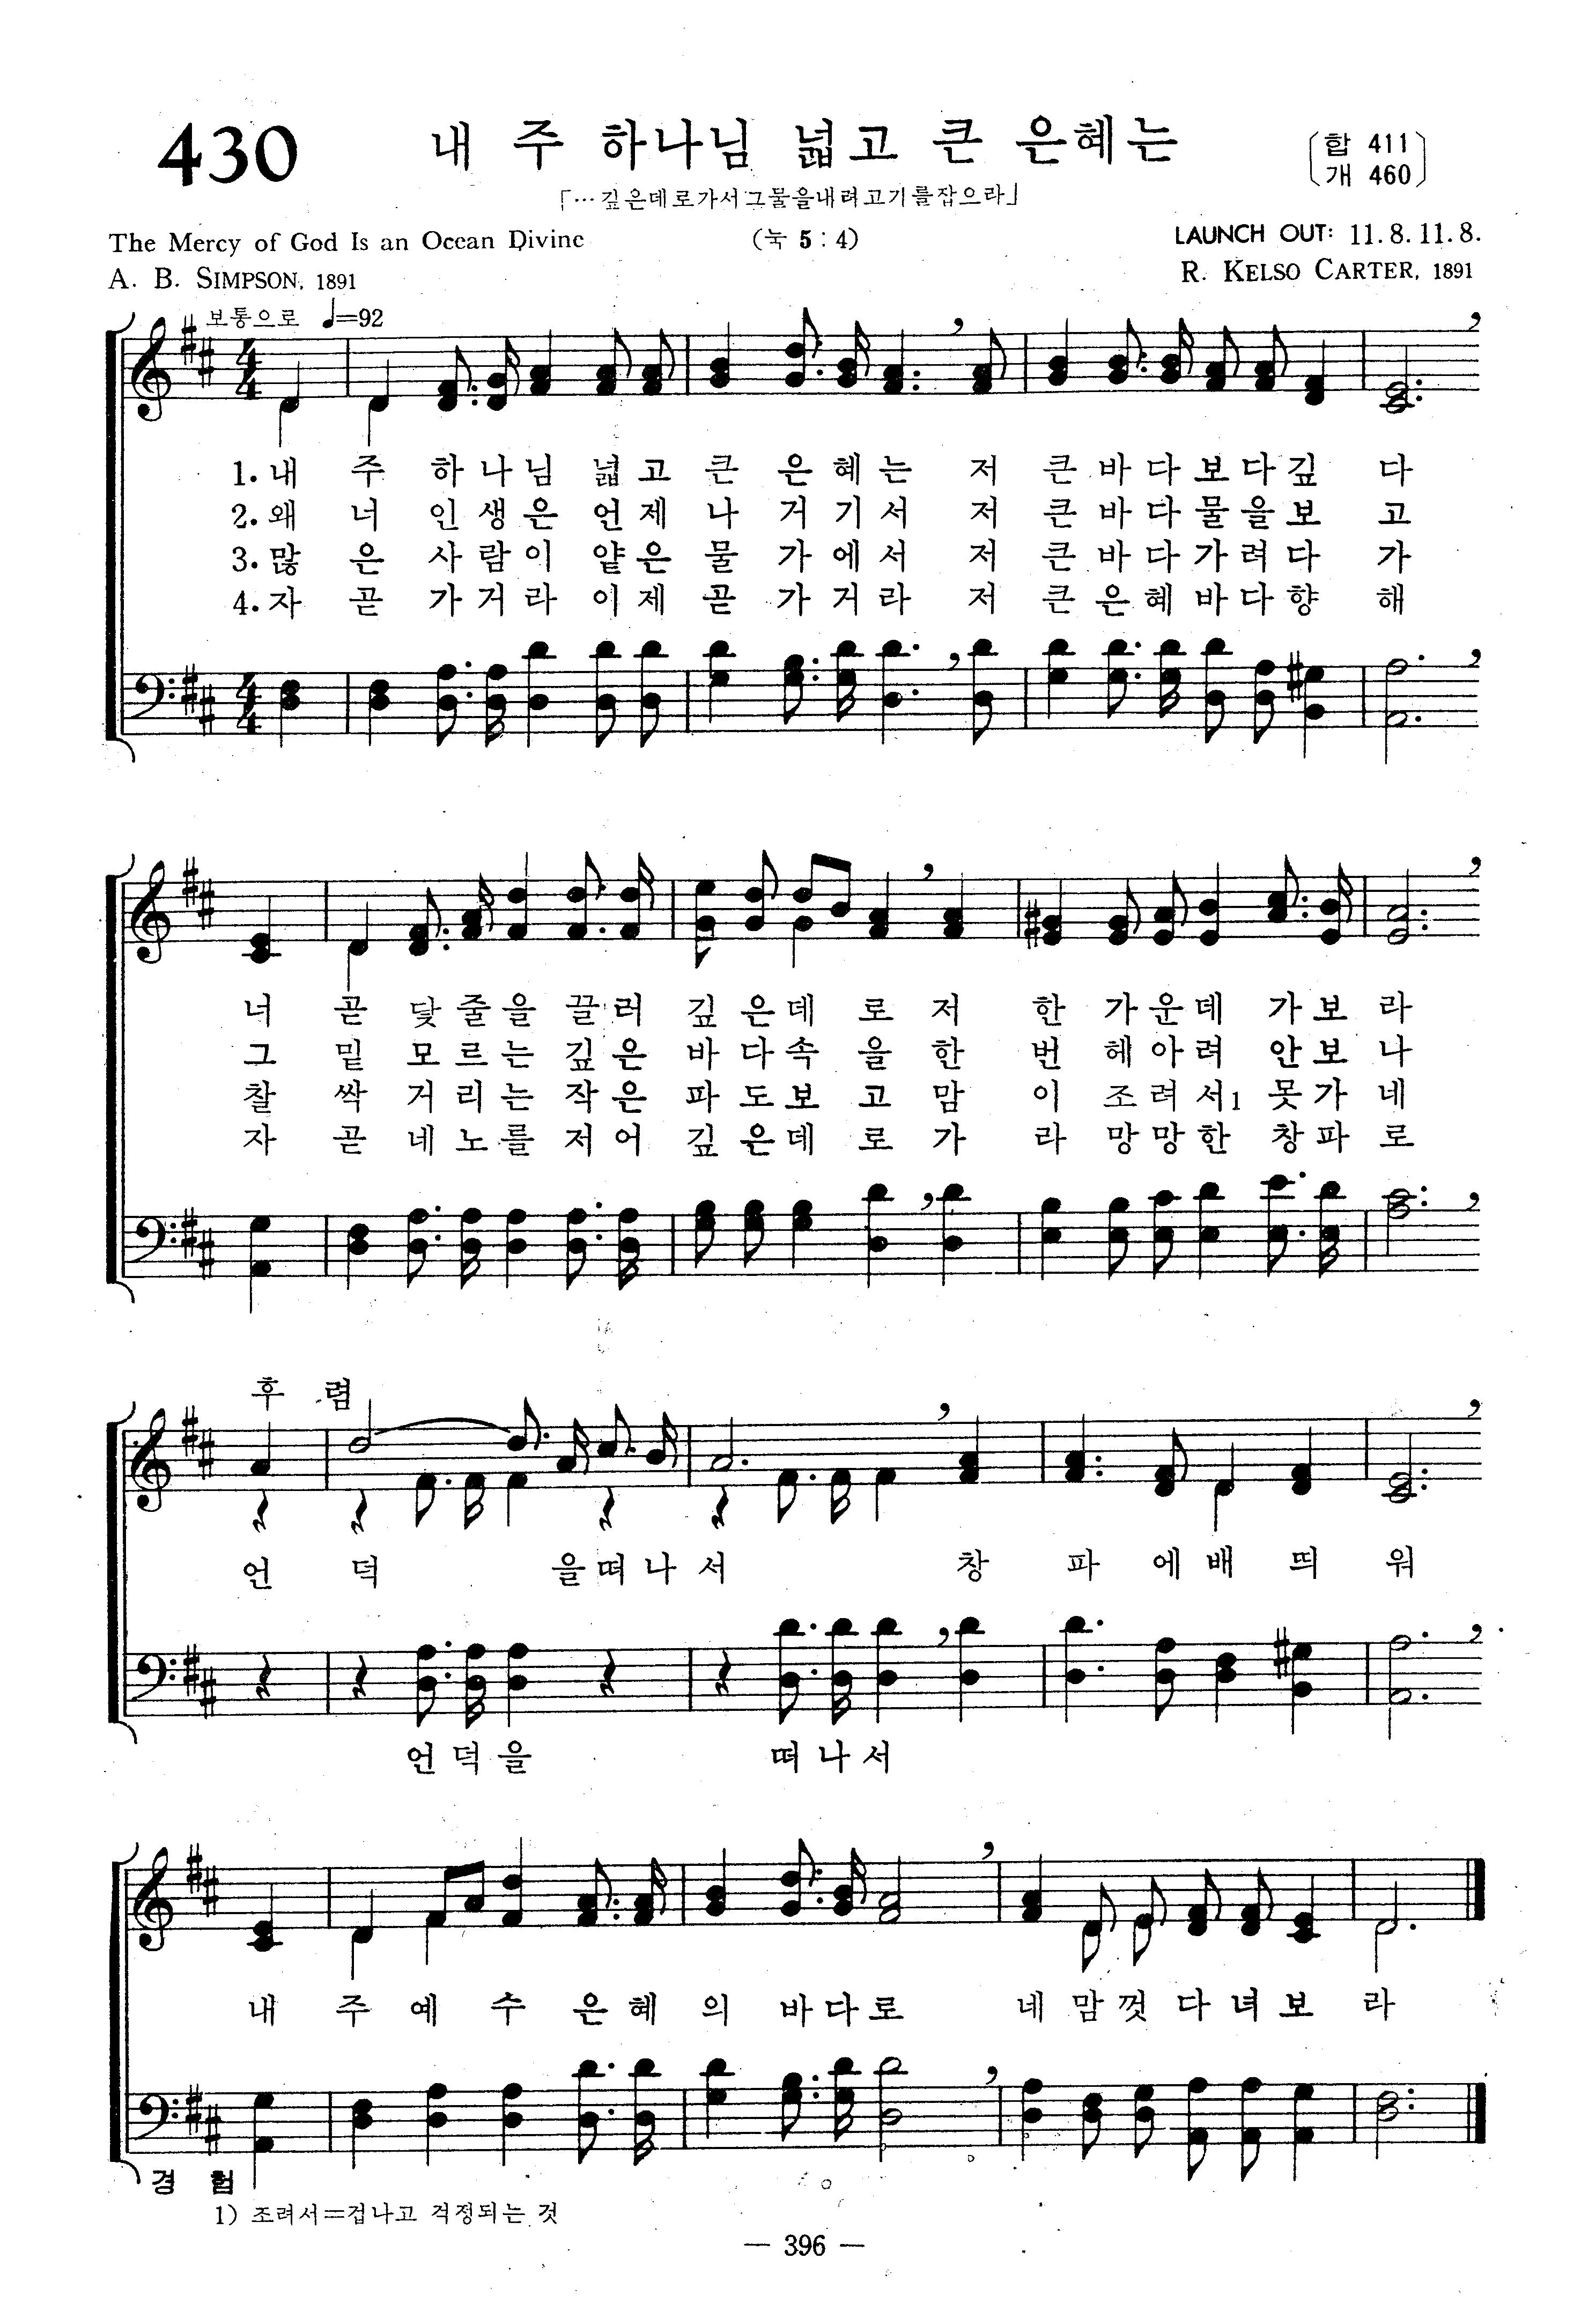 430
내 주 하나님 넓고 큰 은혜는
합 411
개 460
「…깊은데로가서그물을내려고기를잡으라」
The Mercy of God Is an Ocean Divine
(눅 5 : 4)
LAUNCH OUT: 11. 8. 11. 8.
A. B. SIMPSON, 1891
R. KELSO CARTER, 1891
보통으로 ♩=92
1. 내 주 하 나 님 넓 고 큰 은 혜 는 저 큰 바 다 보 다 깊 다
2. 왜 너 인 생 은 언 제 나 거 기 서 저 큰 바 다 물 을 보 고
3. 많 은 사 람 이 얕 은 물 가 에 서 저 큰 바 다 가 려 다 가
4. 자 곧 가 거 라 이 제 곧 가 거 라 저 큰 은 혜 바 다 향 해
너 곧 닻 줄 을 끌 러 깊 은 데 로 저 한 가 운 데 가 보 라
그 밑 모 르 는 깊 은 바 다 속 을 한 번 헤 아 려 안 보 나
찰 싹 거 리 는 작 은 파 도 보 고 맘 이 조 려 서1 못 가 네
자 곧 네 노 를 저 어 깊 은 데 로 가 라 망 망 한 창 파 로
후 렴
언 덕 을 떠 나 서 창 파 에 배 띄 워
언 덕 을 떠 나 서
내 주 예 수 은 혜 의 바 다 로 네 맘 껏 다 녀 보 라
경 험
1) 조려서=겁나고 걱정되는 것
— 396 —